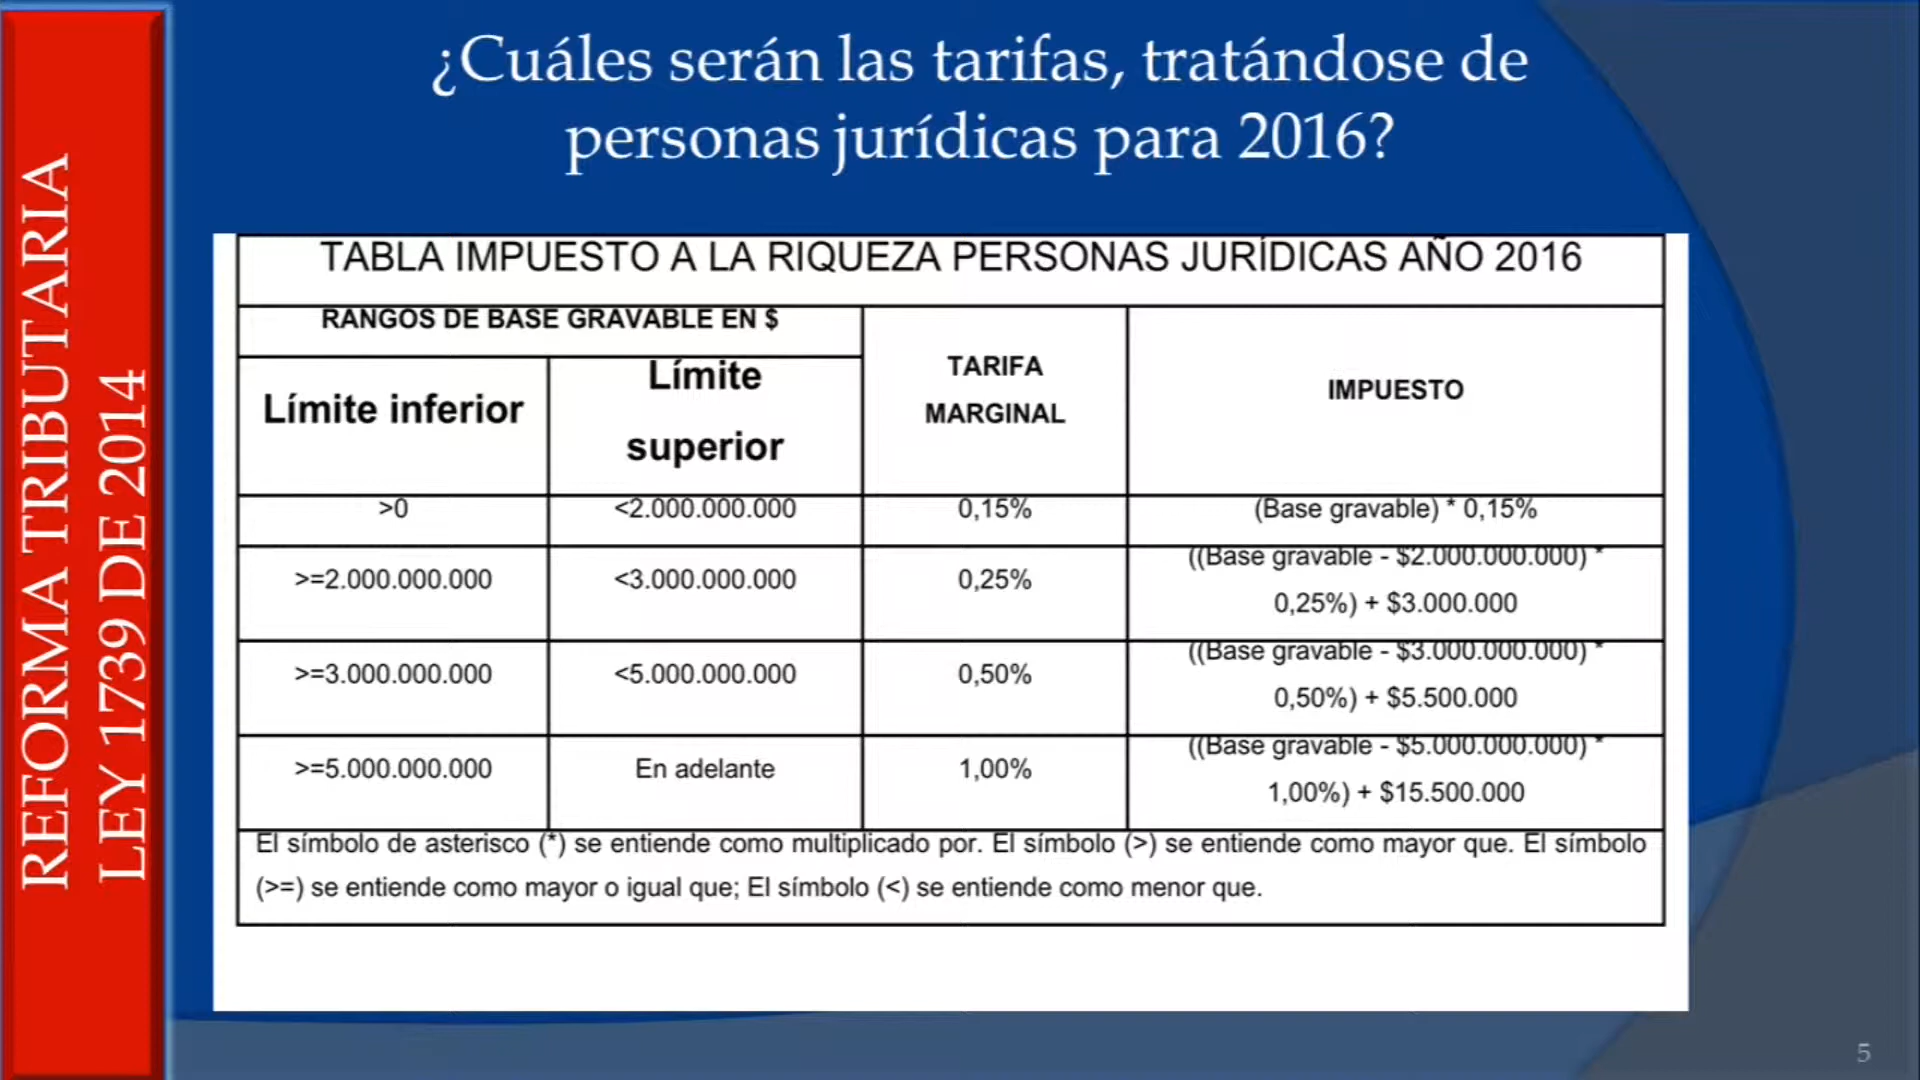 REFORMA TRIBUTARIA
LEY 1739 DE 2014
¿Cuáles serán las tarifas, tratándose de
personas jurídicas para 2016?
TABLA IMPUESTO A LA RIQUEZA PERSONAS JURÍDICAS AÑO 2016
RANGOS DE BASE GRAVABLE EN $
TARIFA
MARGINAL
IMPUESTO
Límite inferior
Límite
superior
>0
<2.000.000.000
0,15%
(Base gravable) * 0,15%
>=2.000.000.000
<3.000.000.000
0,25%
((Base gravable - $2.000.000.000) *
0,25%) + $3.000.000
>=3.000.000.000
<5.000.000.000
0,50%
((Base gravable - $3.000.000.000) *
0,50%) + $5.500.000
>=5.000.000.000
En adelante
1,00%
((Base gravable - $5.000.000.000) *
1,00%) + $15.500.000
El símbolo de asterisco (*) se entiende como multiplicado por. El símbolo (>) se entiende como mayor que. El símbolo
(>=) se entiende como mayor o igual que; El símbolo (<) se entiende como menor que.
5